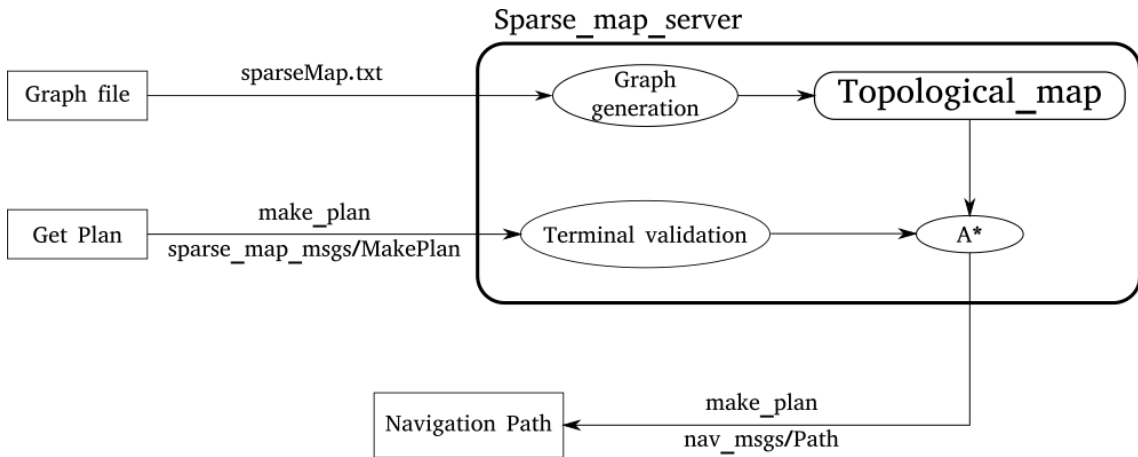 Sparse_map_server
Graph file
sparseMap.txt
Graph
generation
Topological_map
Get Plan
make_plan
sparse_map_msgs/MakePlan
Terminal validation
A*
Navigation Path
make_plan
nav_msgs/Path